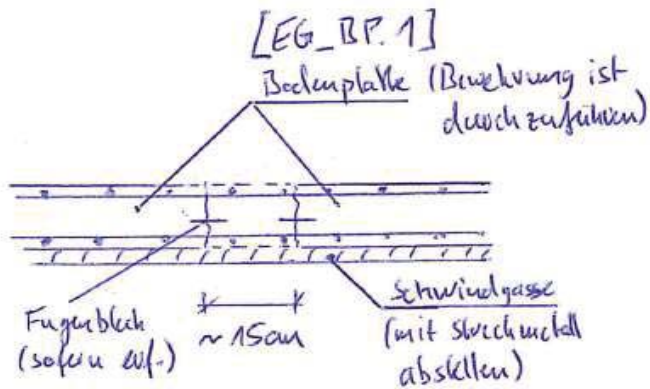 [EG_BP.1]
Bodenplatte (Bewehrung ist
durchzuführen)
Fugenblech
(sofern erf.)
~ 15cm
Schwindgasse
(mit Streckmetall
abstellen)